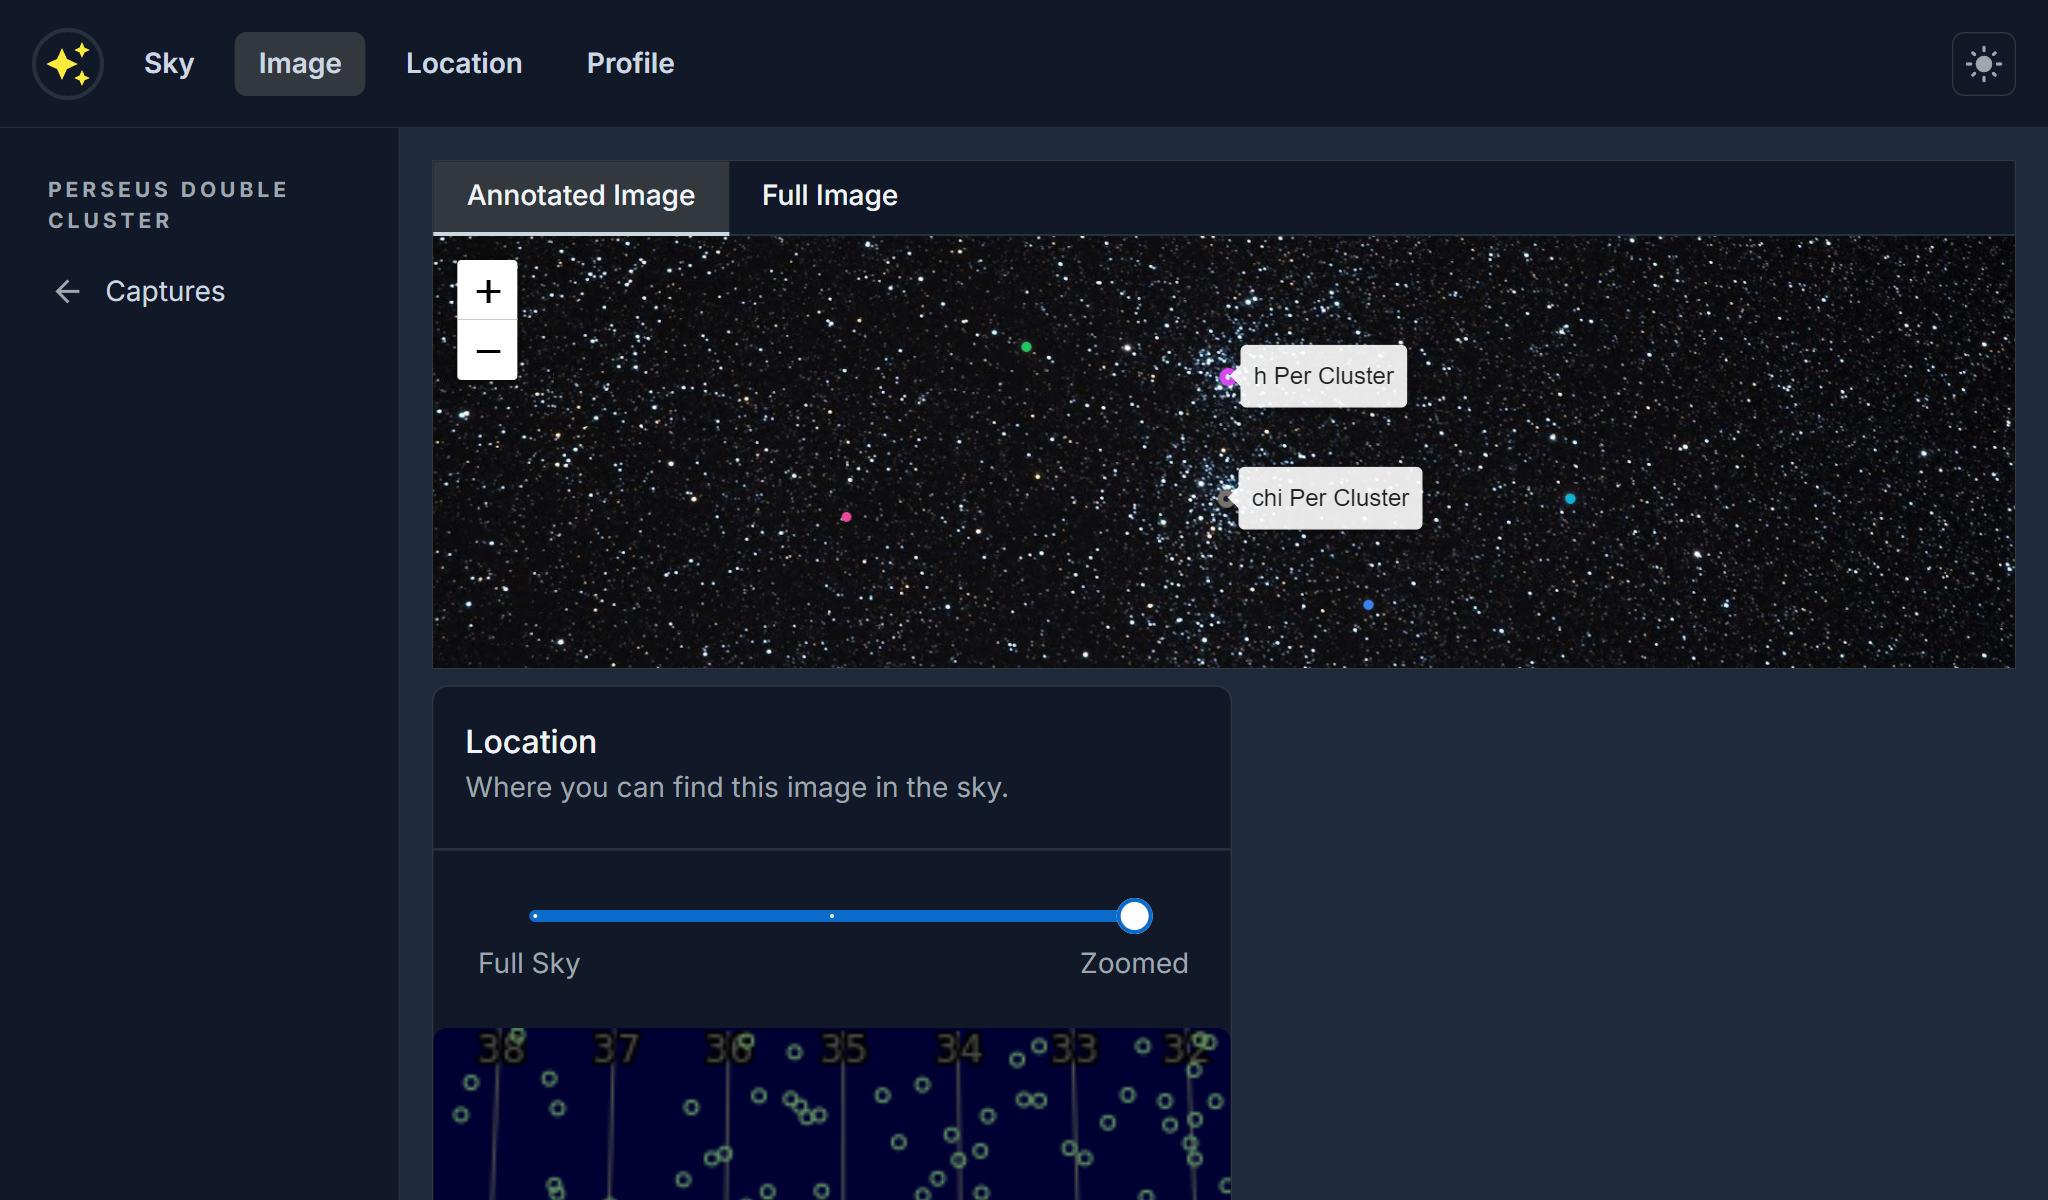 Sky
Image
Location
Profile
PERSEUS DOUBLE
CLUSTER
Captures
Annotated Image
Full Image
+
−
h Per Cluster
chi Per Cluster
Location
Where you can find this image in the sky.
Full Sky
Zoomed
38 37 36 35 34 33 32